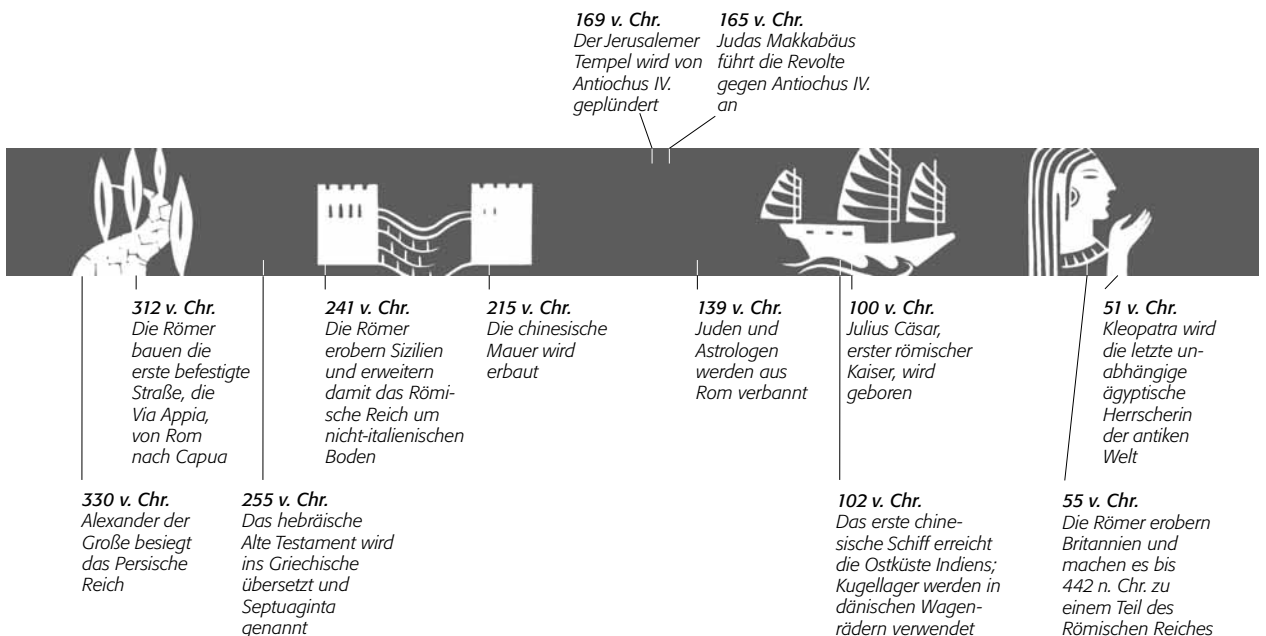 169 v. Chr.
Der Jerusalemer
Tempel wird von
Antiochus IV.
geplündert
165 v. Chr.
Judas Makkabäus
führt die Revolte
gegen Antiochus IV.
an
312 v. Chr.
Die Römer
bauen die
erste befestigte
Straße, die
Via Appia,
von Rom
nach Capua
241 v. Chr.
Die Römer
erobern Sizilien
und erweitern
damit das Römi-
sche Reich um
nicht-italienischen
Boden
215 v. Chr.
Die chinesische
Mauer wird
erbaut
139 v. Chr.
Juden und
Astrologen
werden aus
Rom verbannt
100 v. Chr.
Julius Cäsar,
erster römischer
Kaiser, wird
geboren
51 v. Chr.
Kleopatra wird
die letzte un-
abhängige
ägyptische
Herrscherin
der antiken
Welt
330 v. Chr.
Alexander der
Große besiegt
das Persische
Reich
255 v. Chr.
Das hebräische
Alte Testament wird
ins Griechische
übersetzt und
Septuaginta
genannt
102 v. Chr.
Das erste chine-
sische Schiff erreicht
die Ostküste Indiens;
Kugellager werden in
dänischen Wagen-
rädern verwendet
55 v. Chr.
Die Römer erobern
Britannien und
machen es bis
442 n. Chr. zu
einem Teil des
Römischen Reiches